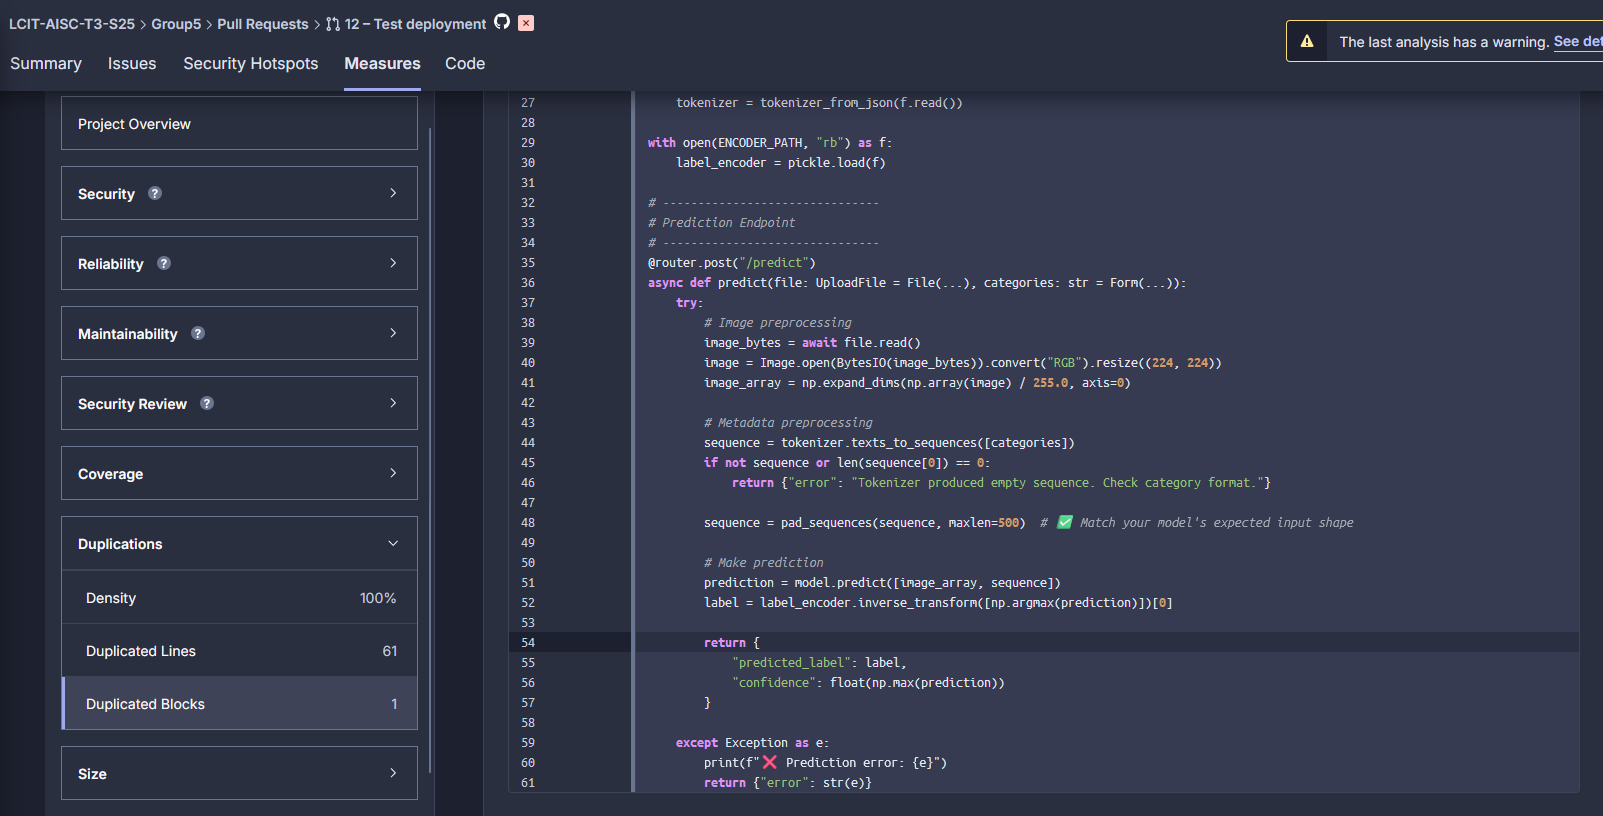 LCIT-AISC-T3-S25 > Group5 > Pull Requests > 12 – Test deployment
The last analysis has a warning. See det
Summary Issues Security Hotspots Measures Code
Project Overview
Security ?
Reliability ?
Maintainability ?
Security Review ?
Coverage
Duplications
Density 100%
Duplicated Lines 61
Duplicated Blocks 1
Size
27 tokenizer = tokenizer_from_json(f.read())
28
29 with open(ENCODER_PATH, "rb") as f:
30     label_encoder = pickle.load(f)
31
32 # -------------------------------
33 # Prediction Endpoint
34 # -------------------------------
35 @router.post("/predict")
36 async def predict(file: UploadFile = File(...), categories: str = Form(...)):
37     try:
38         # Image preprocessing
39         image_bytes = await file.read()
40         image = Image.open(BytesIO(image_bytes)).convert("RGB").resize((224, 224))
41         image_array = np.expand_dims(np.array(image) / 255.0, axis=0)
42
43         # Metadata preprocessing
44         sequence = tokenizer.texts_to_sequences([categories])
45         if not sequence or len(sequence[0]) == 0:
46             return {"error": "Tokenizer produced empty sequence. Check category format."}
47
48         sequence = pad_sequences(sequence, maxlen=500)  # ✅ Match your model's expected input shape
49
50         # Make prediction
51         prediction = model.predict([image_array, sequence])
52         label = label_encoder.inverse_transform([np.argmax(prediction)])[0]
53
54         return {
55             "predicted_label": label,
56             "confidence": float(np.max(prediction))
57         }
58
59     except Exception as e:
60         print(f"❌ Prediction error: {e}")
61         return {"error": str(e)}